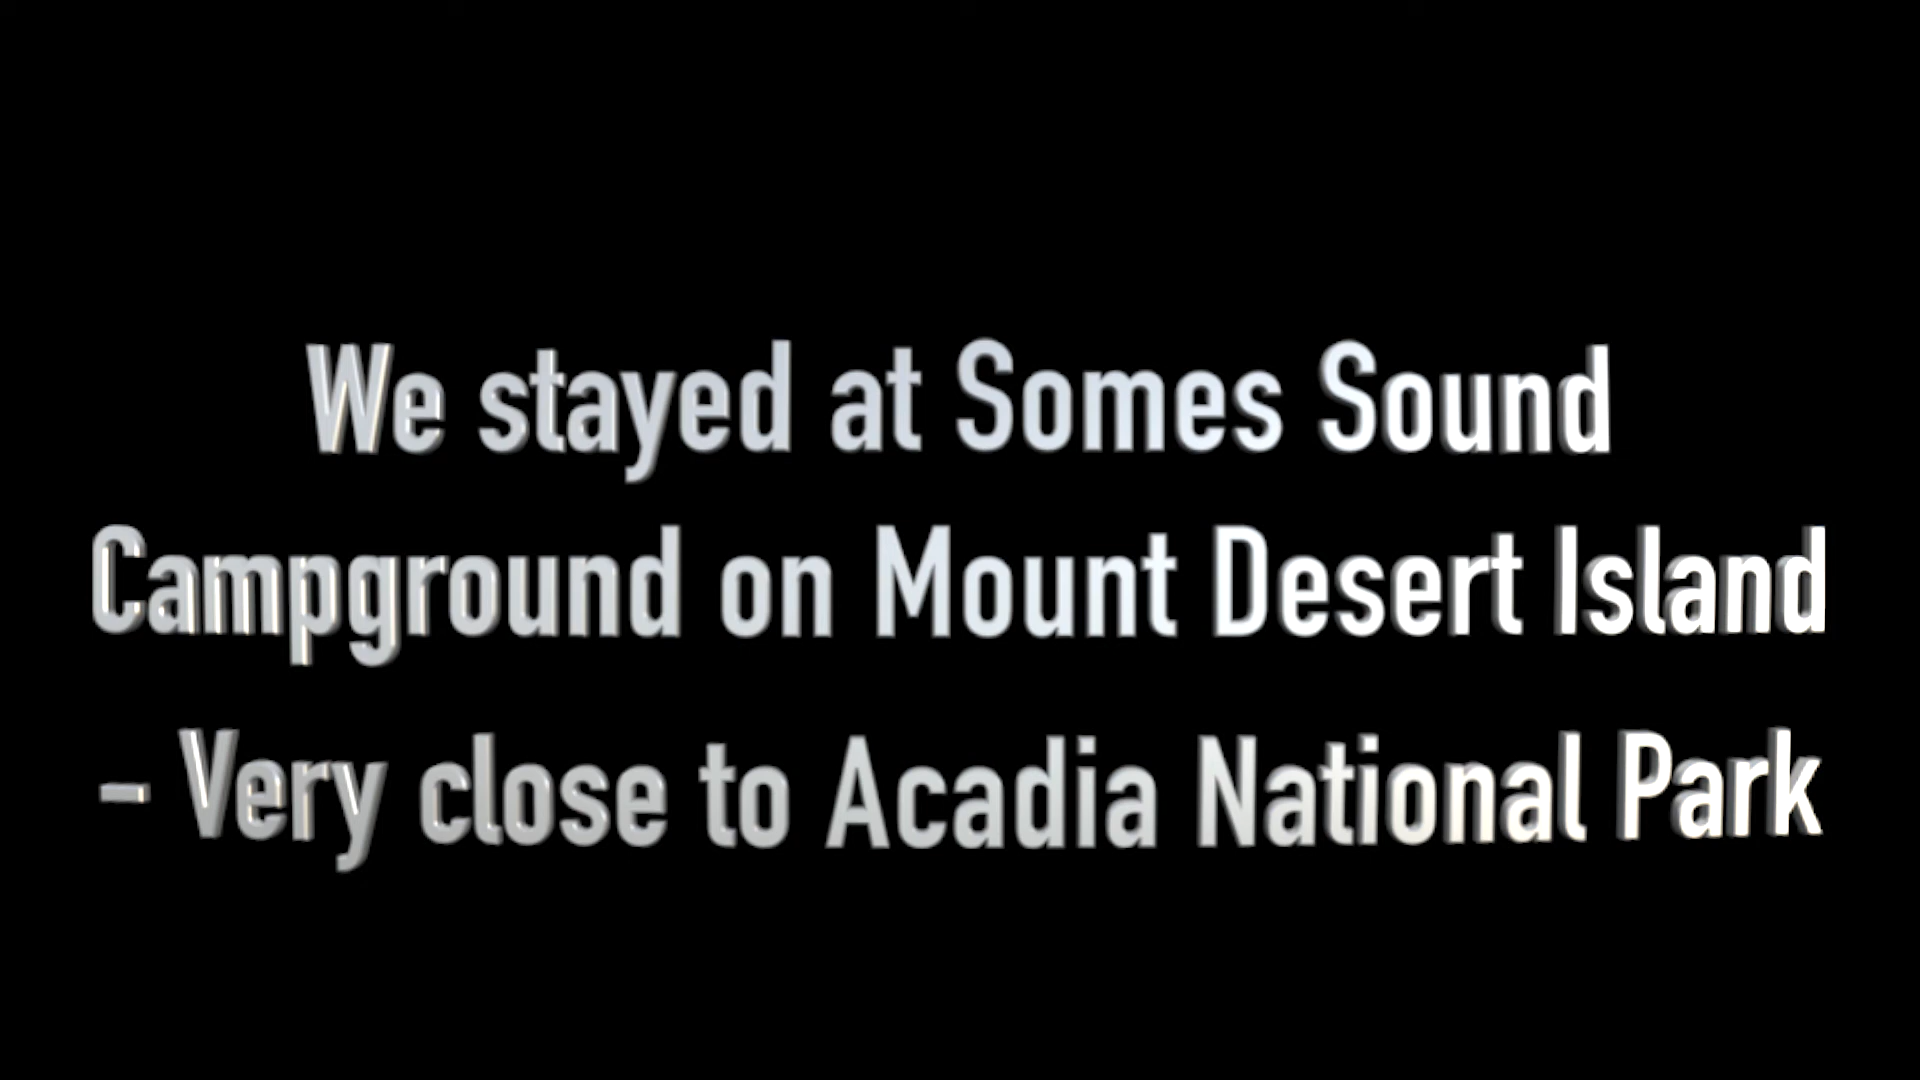 We stayed at Somes Sound
Campground on Mount Desert Island
- Very close to Acadia National Park